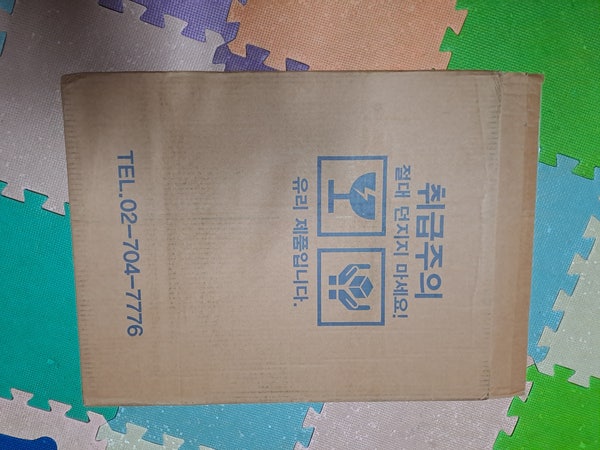 취급주의
절대 던지지 마세요!
유리 제품입니다.
TEL.02-704-7776